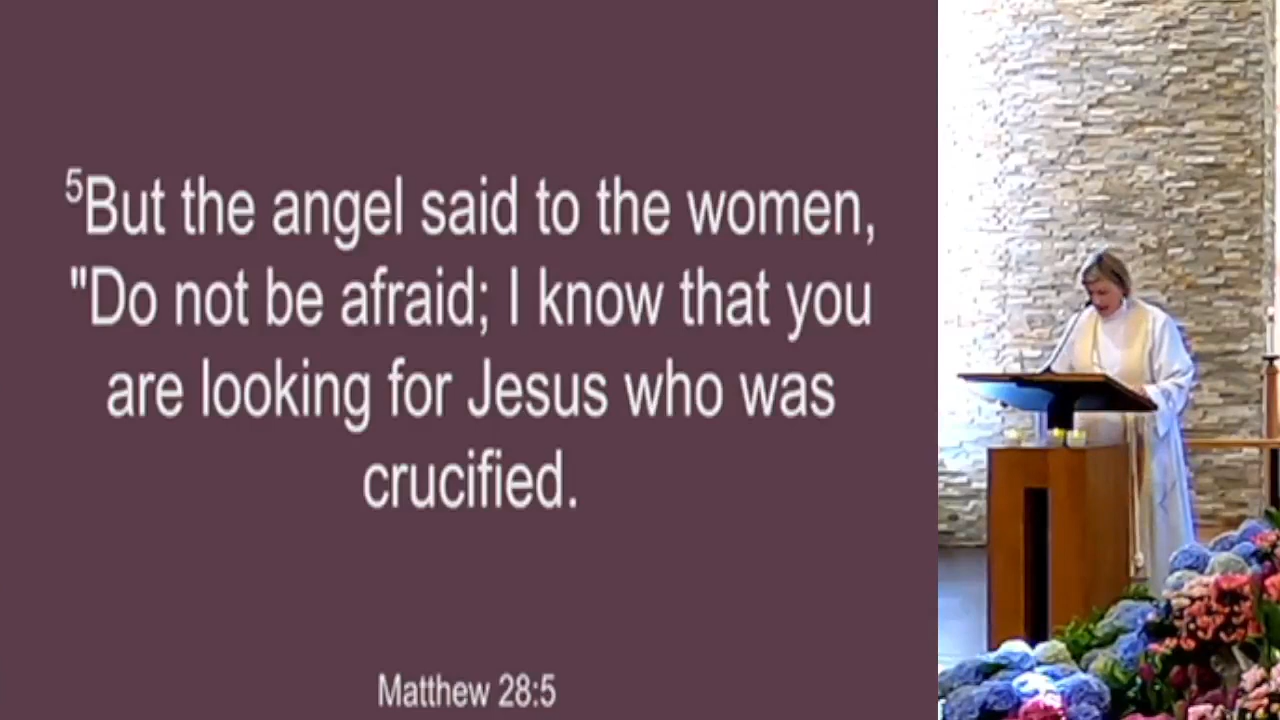 5But the angel said to the women,
"Do not be afraid; I know that you
are looking for Jesus who was
crucified.
Matthew 28:5